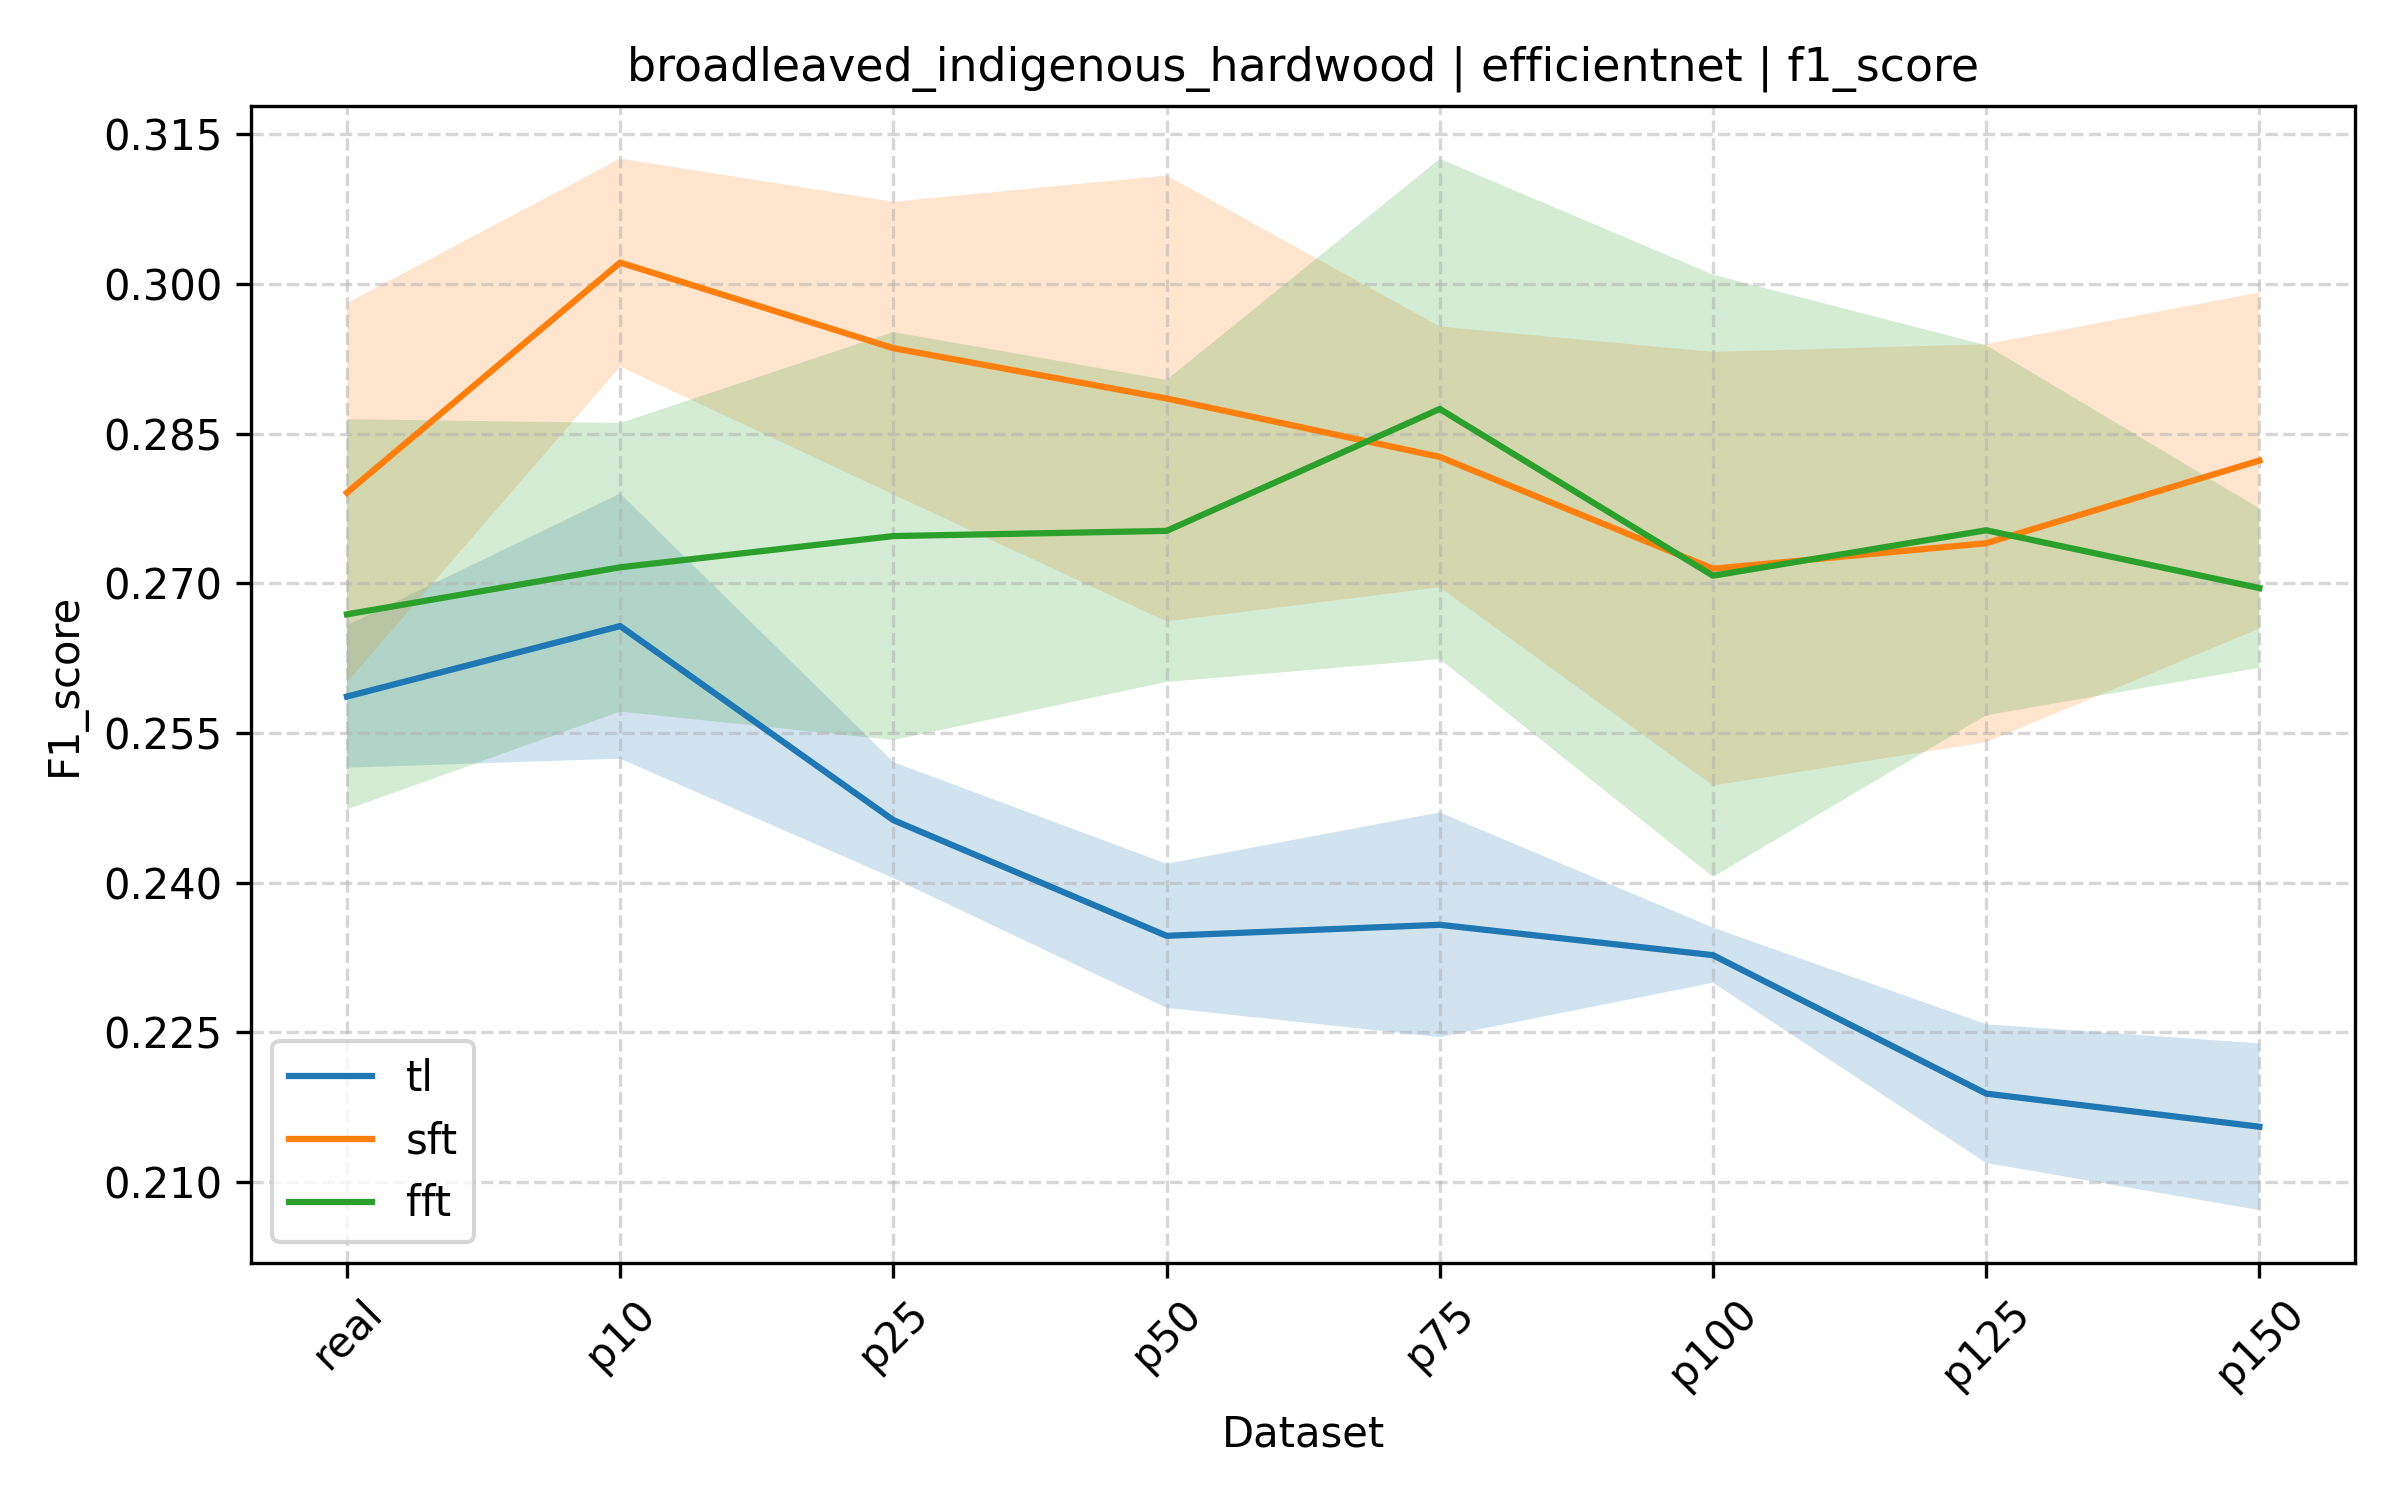 broadleaved_indigenous_hardwood | efficientnet | f1_score
F1_score
0.315
0.300
0.285
0.270
0.255
0.240
0.225
0.210
tl
sft
fft
real
p10
p25
p50
p75
p100
p125
p150
Dataset